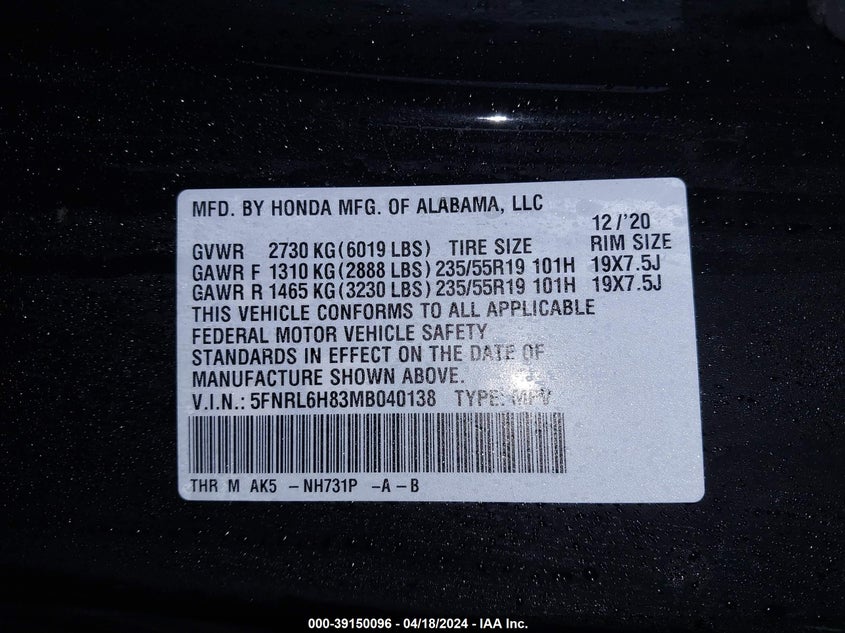 MFD. BY HONDA MFG. OF ALABAMA, LLC
12/'20
GVWR 2730 KG(6019 LBS) TIRE SIZE RIM SIZE
GAWR F 1310 KG(2888 LBS) 235/55R19 101H 19X7.5J
GAWR R 1465 KG(3230 LBS) 235/55R19 101H 19X7.5J
THIS VEHICLE CONFORMS TO ALL APPLICABLE
FEDERAL MOTOR VEHICLE SAFETY
STANDARDS IN EFFECT ON THE DATE OF
MANUFACTURE SHOWN ABOVE.
V.I.N.: 5FNRL6H83MB040138 TYPE: MPV
THR M AK5 -NH731P -A-B
000-39150096 - 04/18/2024 - IAA Inc.